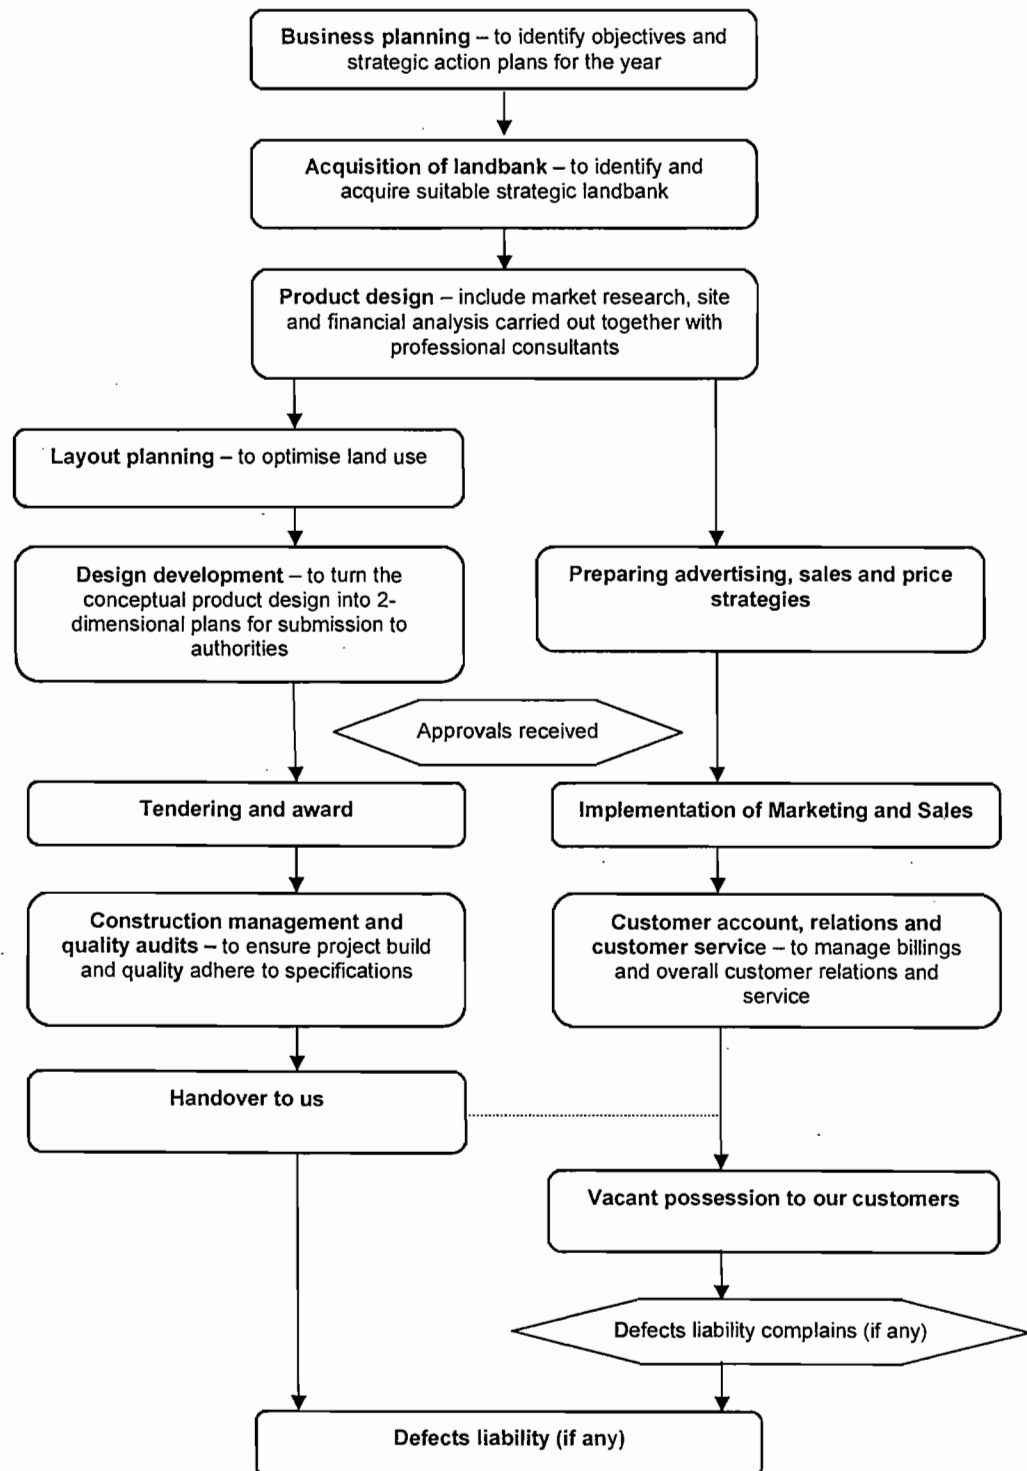 Business planning – to identify objectives and
strategic action plans for the year
Acquisition of landbank – to identify and
acquire suitable strategic landbank
Product design – include market research, site
and financial analysis carried out together with
professional consultants
Layout planning – to optimise land use
Design development – to turn the
conceptual product design into 2-
dimensional plans for submission to
authorities
Preparing advertising, sales and price
strategies
Approvals received
Tendering and award
Implementation of Marketing and Sales
Construction management and
quality audits – to ensure project build
and quality adhere to specifications
Customer account, relations and
customer service – to manage billings
and overall customer relations and
service
Handover to us
Vacant possession to our customers
Defects liability complains (if any)
Defects liability (if any)